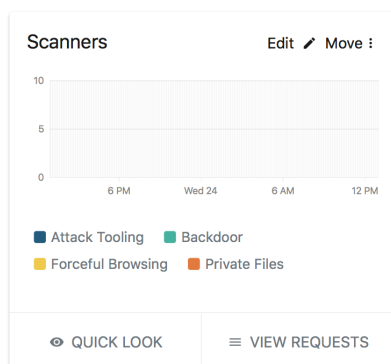 Scanners
Edit Move
10
5
0
6 PM Wed 24 6 AM 12 PM
Attack Tooling Backdoor
Forceful Browsing Private Files
QUICK LOOK VIEW REQUESTS